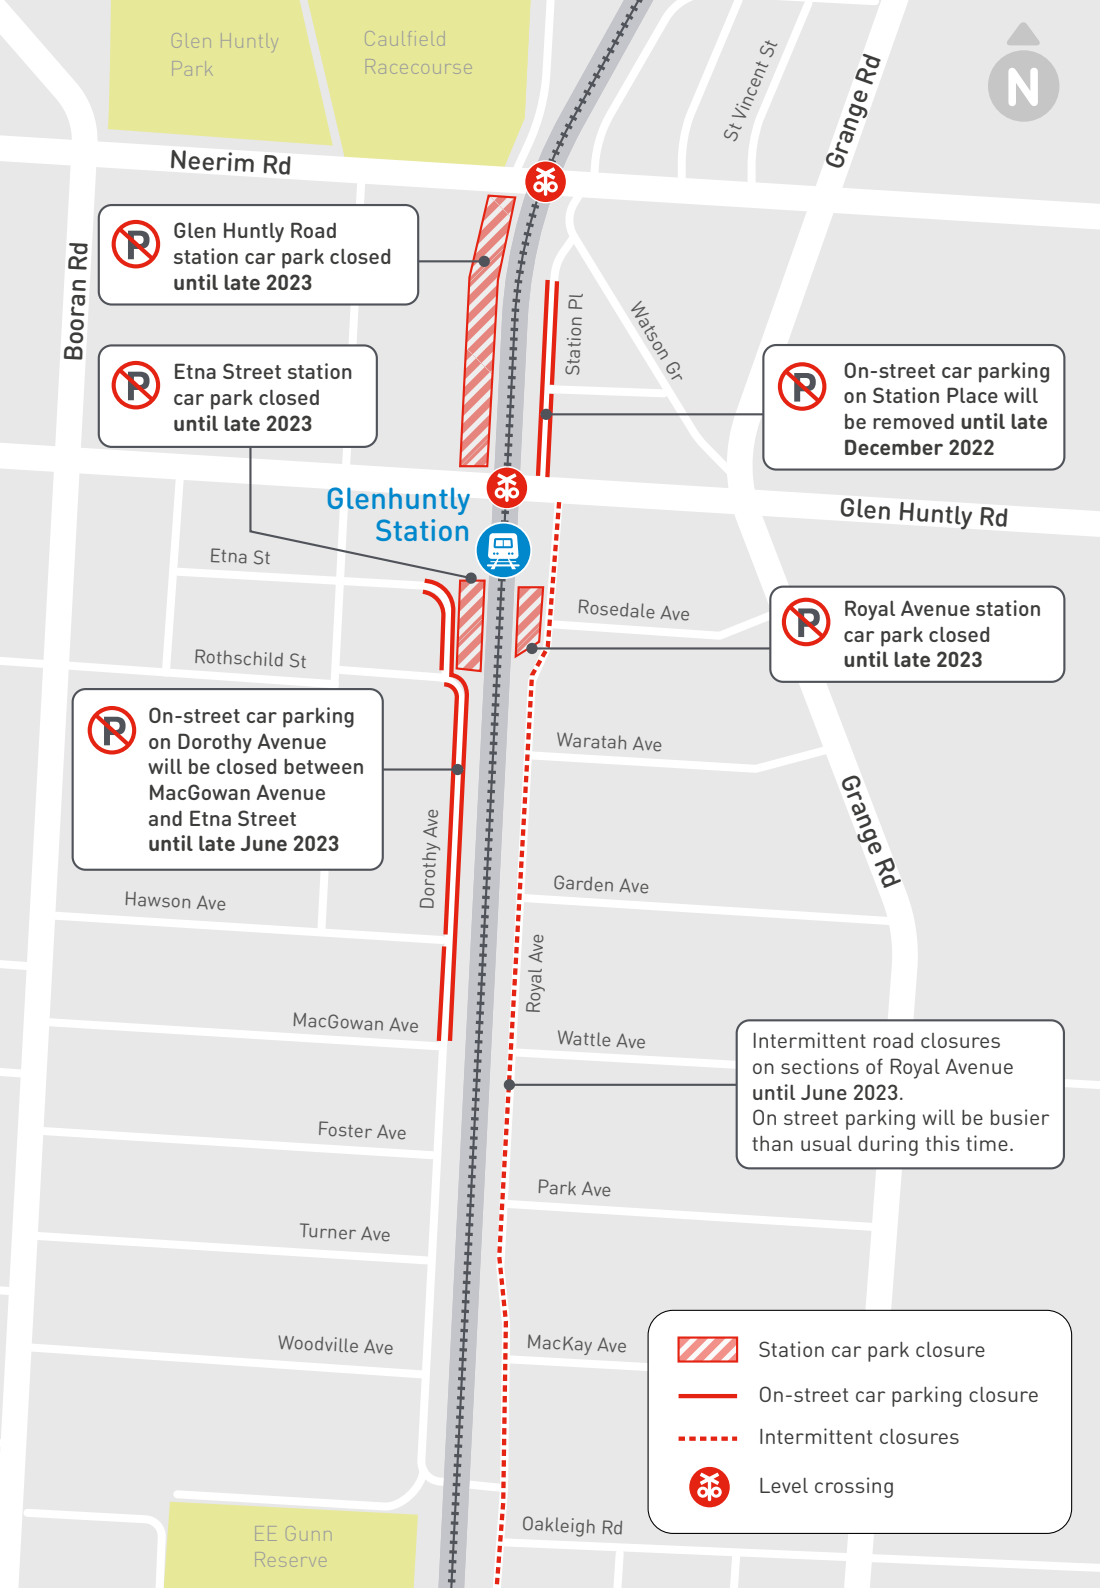 Glen Huntly
Park
Caulfield
Racecourse
St Vincent St
Grange Rd
N
Neerim Rd
Booran Rd
P
Glen Huntly Road
station car park closed
until late 2023
Station Pl
Watson Gr
P
Etna Street station
car park closed
until late 2023
P
On-street car parking
on Station Place will
be removed until late
December 2022
Glenhuntly
Station
Glen Huntly Rd
Etna St
Rosedale Ave
P
Royal Avenue station
car park closed
until late 2023
Rothschild St
P
On-street car parking
on Dorothy Avenue
will be closed between
MacGowan Avenue
and Etna Street
until late June 2023
Waratah Ave
Grange Rd
Dorothy Ave
Garden Ave
Hawson Ave
Royal Ave
MacGowan Ave
Wattle Ave
Intermittent road closures
on sections of Royal Avenue
until June 2023.
On street parking will be busier
than usual during this time.
Foster Ave
Park Ave
Turner Ave
Woodville Ave
MacKay Ave
Station car park closure
On-street car parking closure
Intermittent closures
Level crossing
Oakleigh Rd
EE Gunn
Reserve